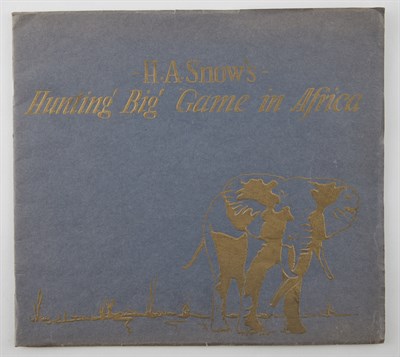 H.A. Snow's
Hunting Big Game in Africa